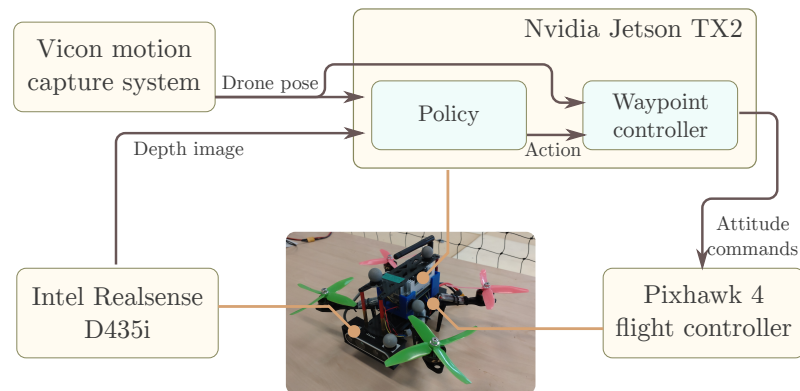 Nvidia Jetson TX2
Vicon motion
capture system
Drone pose
Policy
Waypoint
controller
Action
Depth image
Attitude
commands
Intel Realsense
D435i
Pixhawk 4
flight controller